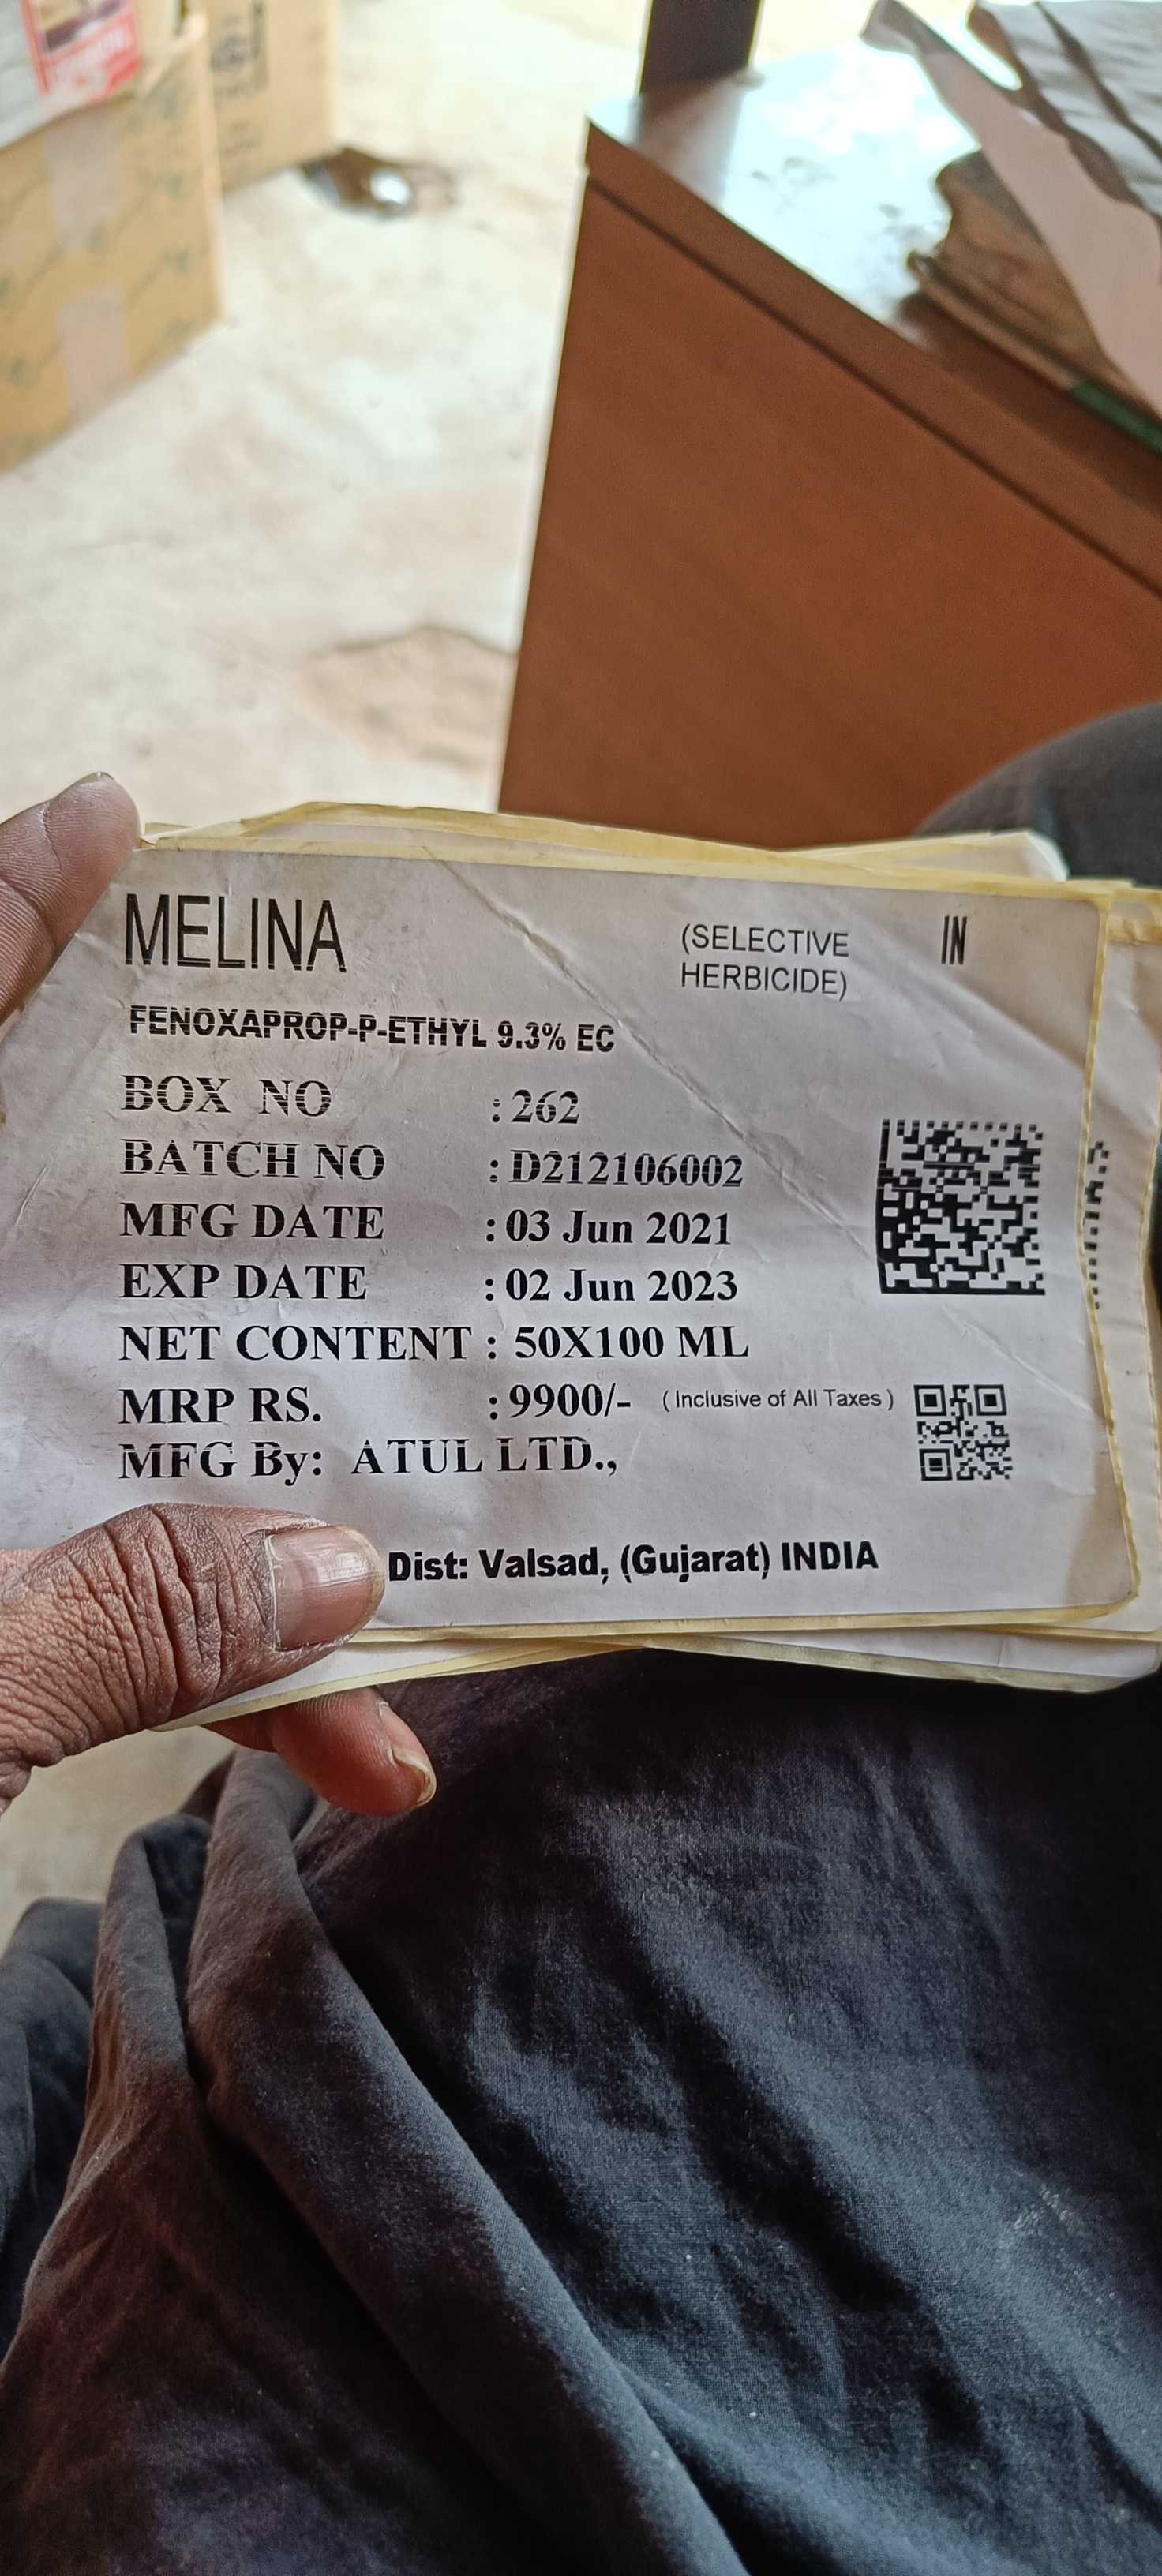 MELINA
(SELECTIVE
HERBICIDE)
IN
FENOXAPROP-P-ETHYL 9.3% EC
BOX NO : 262
BATCH NO : D212106002
MFG DATE : 03 Jun 2021
EXP DATE : 02 Jun 2023
NET CONTENT : 50X100 ML
MRP RS. : 9900/- ( Inclusive of All Taxes )
MFG By: ATUL LTD.,
Dist: Valsad, (Gujarat) INDIA